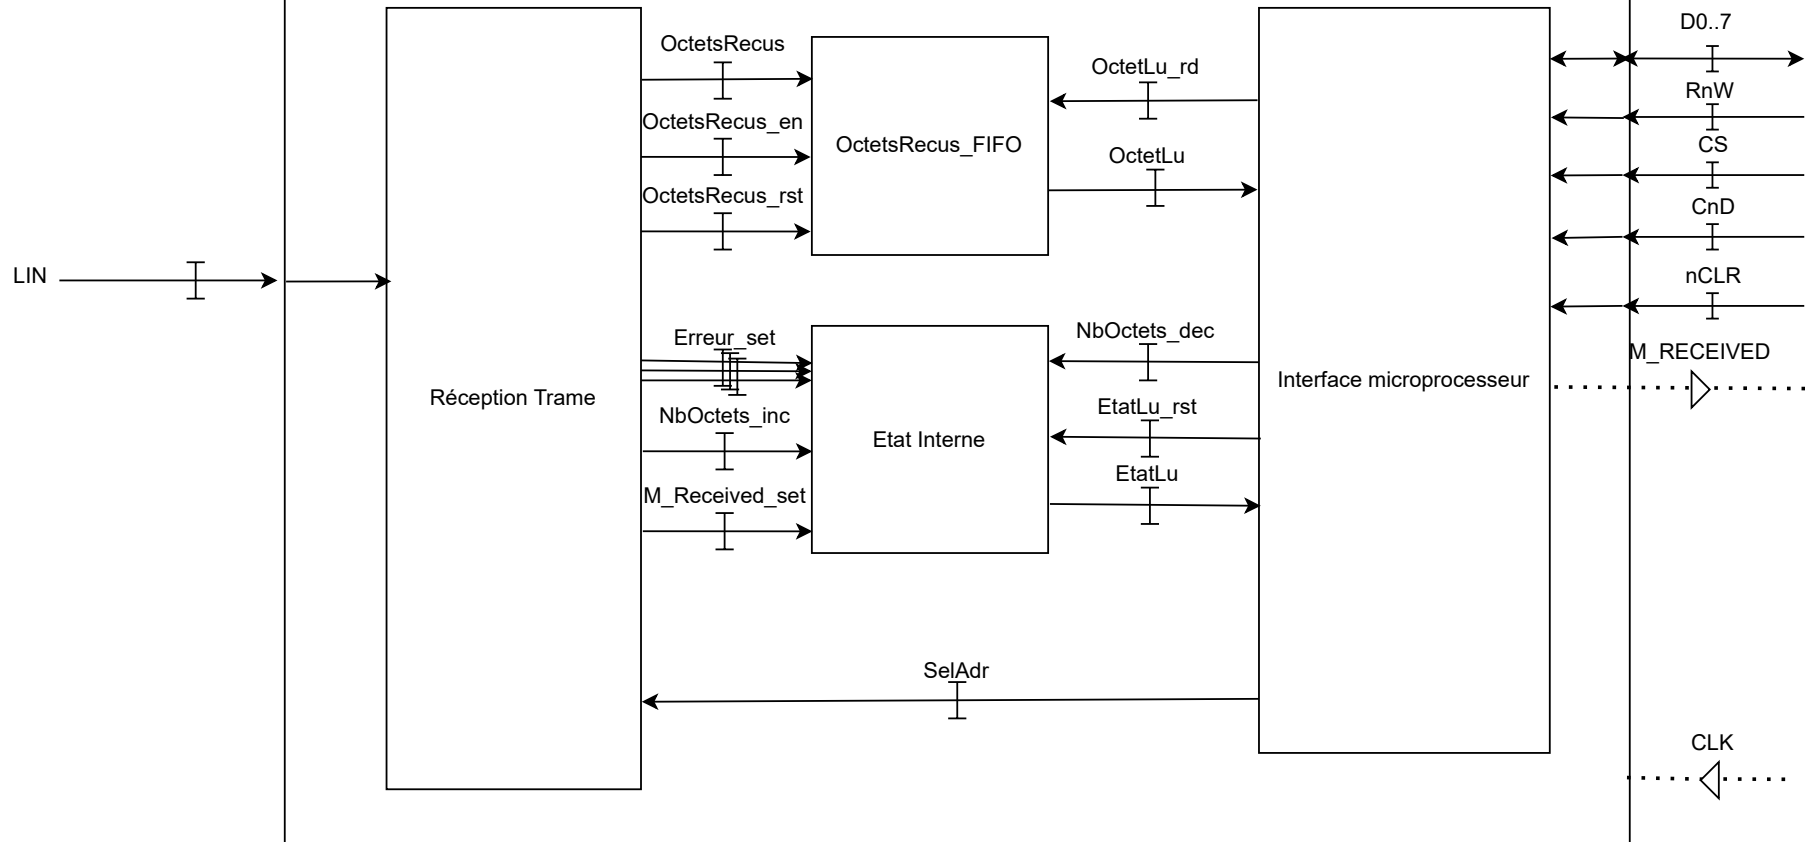 LIN
Réception Trame
OctetsRecus
OctetsRecus_en
OctetsRecus_rst
Erreur_set
NbOctets_inc
M_Received_set
OctetsRecus_FIFO
Etat Interne
OctetLu_rd
OctetLu
NbOctets_dec
EtatLu_rst
EtatLu
SelAdr
Interface microprocesseur
D0..7
RnW
CS
CnD
nCLR
M_RECEIVED
CLK